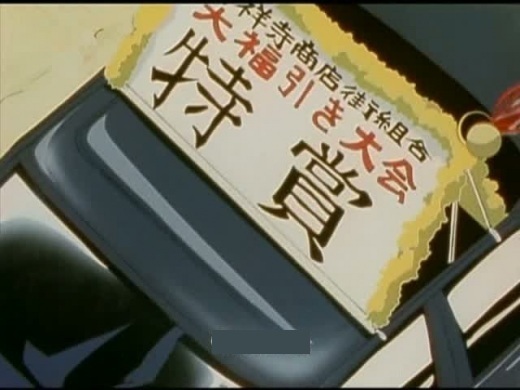 祥寺商店街組合
大福引き大会
特賞